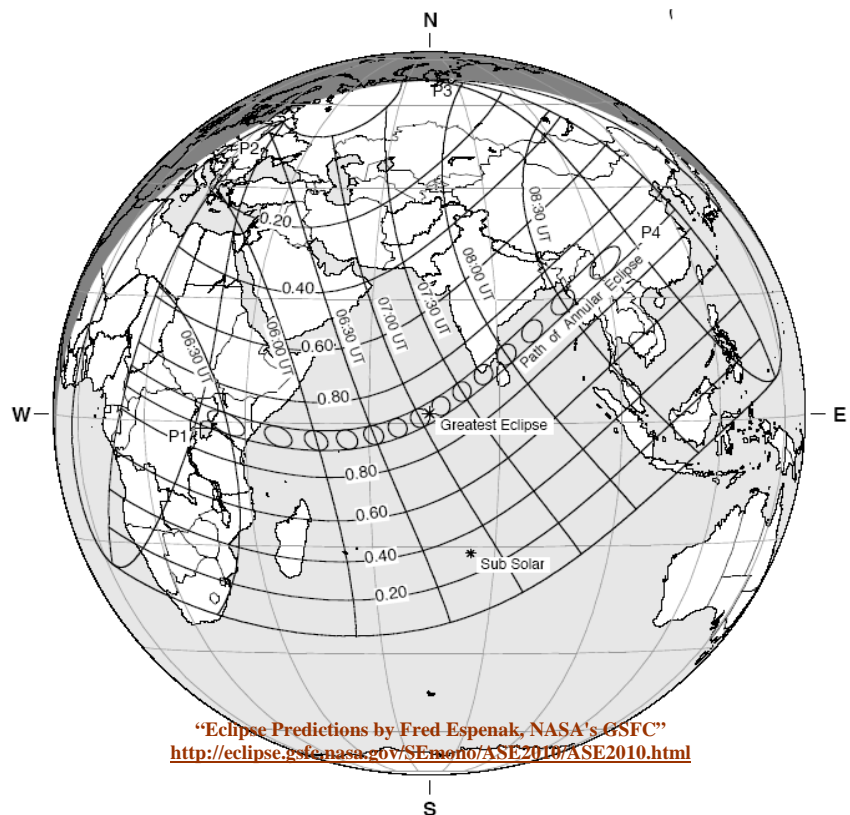 N
P3
P2
0.20
08:30 UT
P4
08:00 UT
0.40
07:30 UT
07:00 UT
06:30 UT
06:00 UT
0.60
06:30 UT
Path of Annular Eclipse
0.80
W
E
P1
Greatest Eclipse
0.80
0.60
0.40
Sub Solar
0.20
“Eclipse Predictions by Fred Espenak, NASA's GSFC”
http://eclipse.gsfc.nasa.gov/SEmono/ASE2010/ASE2010.html
S